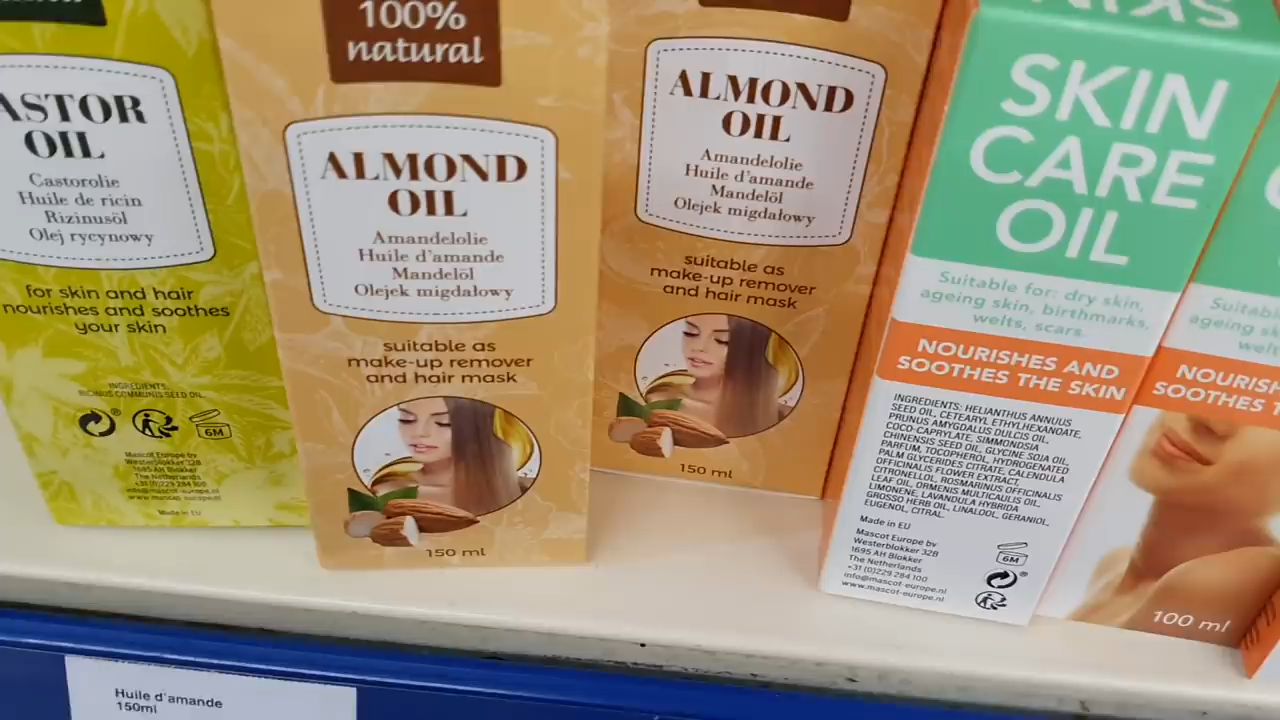 ASTOR
OIL
Castorolie
Huile de ricin
Rizinusöl
Olej rycynowy
for skin and hair
nourishes and soothes
your skin
INGREDIENTS:
RICINUS COMMUNIS SEED OIL.
6M
Mascot Europe bv
Westerblokker 32B
1695 AH Blokker
The Netherlands
+31 (0)229 284 100
info@mascot-europe.nl
www.mascot-europe.nl
Made in EU
100%
natural
ALMOND
OIL
Amandelolie
Huile d'amande
Mandelöl
Olejek migdałowy
suitable as
make-up remover
and hair mask
150 ml
ALMOND
OIL
Amandelolie
Huile d'amande
Mandelöl
Olejek migdałowy
suitable as
make-up remover
and hair mask
150 ml
SKIN
CARE
OIL
Suitable for: dry skin,
ageing skin, birthmarks,
welts, scars.
NOURISHES AND
SOOTHES THE SKIN
INGREDIENTS: HELIANTHUS ANNUUS
SEED OIL, CETEARYL ETHYLHEXANOATE,
PRUNUS AMYGDALUS DULCIS OIL,
COCO-CAPRYLATE, SIMMONDSIA
CHINENSIS SEED OIL, GLYCINE SOJA OIL,
PARFUM, TOCOPHEROL, HYDROGENATED
PALM GLYCERIDES CITRATE, CALENDULA
OFFICINALIS FLOWER EXTRACT,
CITRONELLOL, ROSMARINUS OFFICINALIS
LEAF OIL, ORMENIS MULTICAULIS OIL,
LIMONENE, LAVANDULA HYBRIDA
GROSSO HERB OIL, LINALOOL, GERANIOL,
EUGENOL, CITRAL.
Made in EU
Mascot Europe bv
Westerblokker 32B
1695 AH Blokker
The Netherlands
+31 (0)229 284 100
info@mascot-europe.nl
www.mascot-europe.nl
6M
Suitab
ageing s
welt
NOURISH
SOOTHES T
100 ml
Huile d'amande
150ml